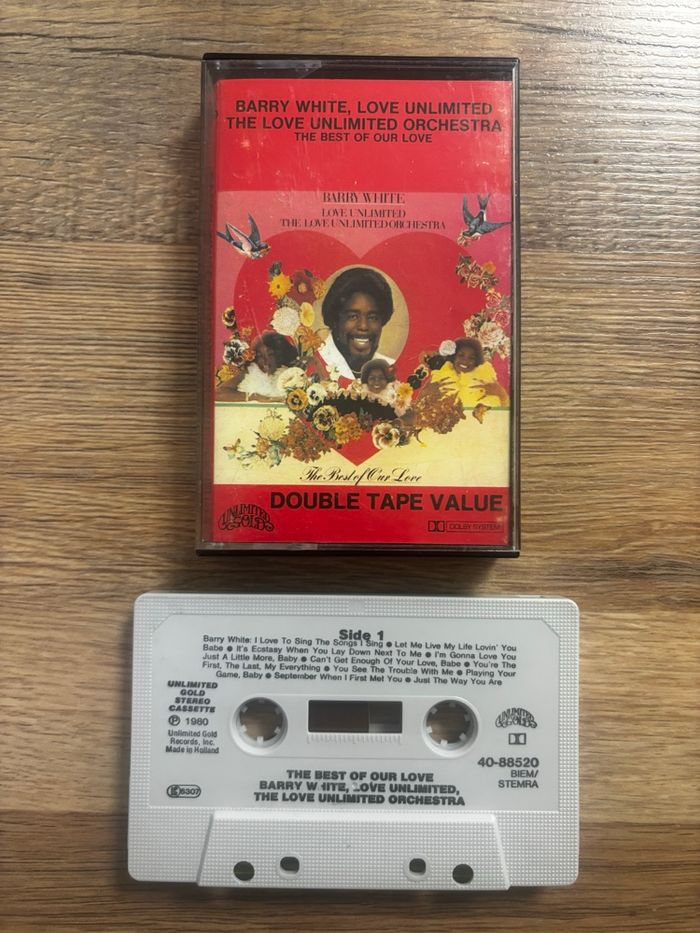 BARRY WHITE, LOVE UNLIMITED
THE LOVE UNLIMITED ORCHESTRA
THE BEST OF OUR LOVE
BARRY WHITE
LOVE UNLIMITED
THE LOVE UNLIMITED ORCHESTRA
The Best of Our Love
DOUBLE TAPE VALUE
UNLIMITED
GOLD
DOLBY SYSTEM
Side 1
Barry White: I Love To Sing The Songs I Sing ● Let Me Live My Life Lovin' You
Babe ● It's Ecstasy When You Lay Down Next To Me ● I'm Gonna Love You
Just A Little More, Baby ● Can't Get Enough Of Your Love, Babe ● You're The
First, The Last, My Everything ● You See The Trouble With Me ● Playing Your
Game, Baby ● September When I First Met You ● Just The Way You Are
UNLIMITED
GOLD
STEREO
CASSETTE
℗ 1980
Unlimited Gold
Records, Inc.
Made in Holland
UNLIMITED
GOLD
40-88520
BIEM/
STEMRA
5307
THE BEST OF OUR LOVE
BARRY WHITE, LOVE UNLIMITED,
THE LOVE UNLIMITED ORCHESTRA